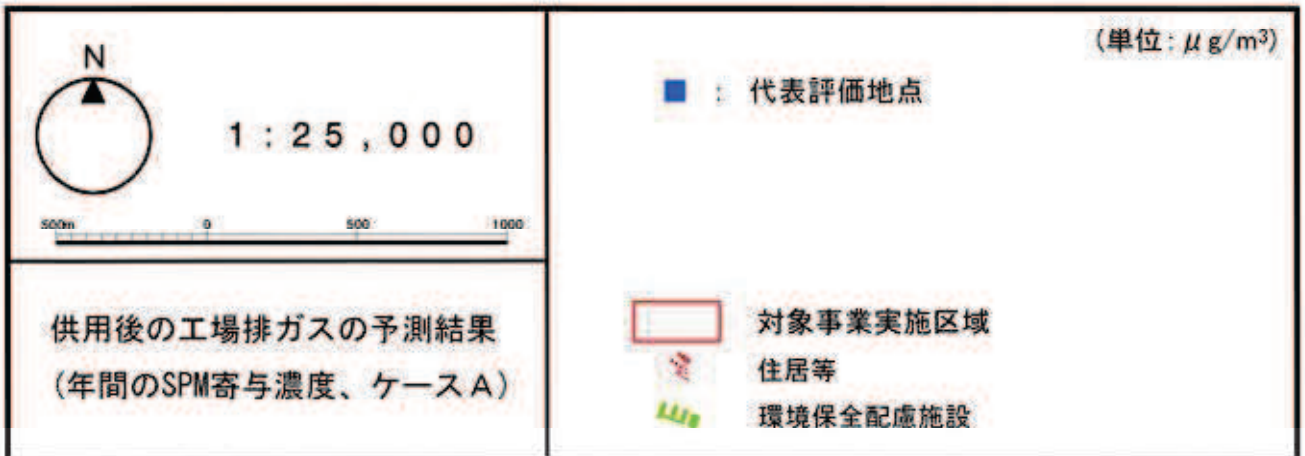 N
1:25,000
500m 0 500 1000
供用後の工場排ガスの予測結果
(年間のSPM寄与濃度、ケースA)
(単位:μg/m³)
: 代表評価地点
対象事業実施区域
住居等
環境保全配慮施設